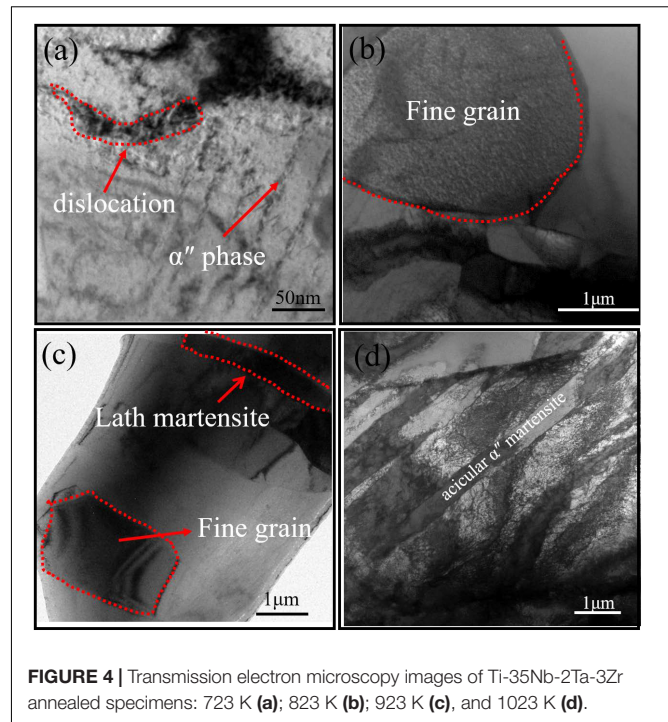 (a)
dislocation
α″ phase
50nm
(b)
Fine grain
1μm
(c)
Lath martensite
Fine grain
1μm
(d)
acicular α″ martensite
1μm
FIGURE 4 | Transmission electron microscopy images of Ti-35Nb-2Ta-3Zr
annealed specimens: 723 K (a); 823 K (b); 923 K (c), and 1023 K (d).